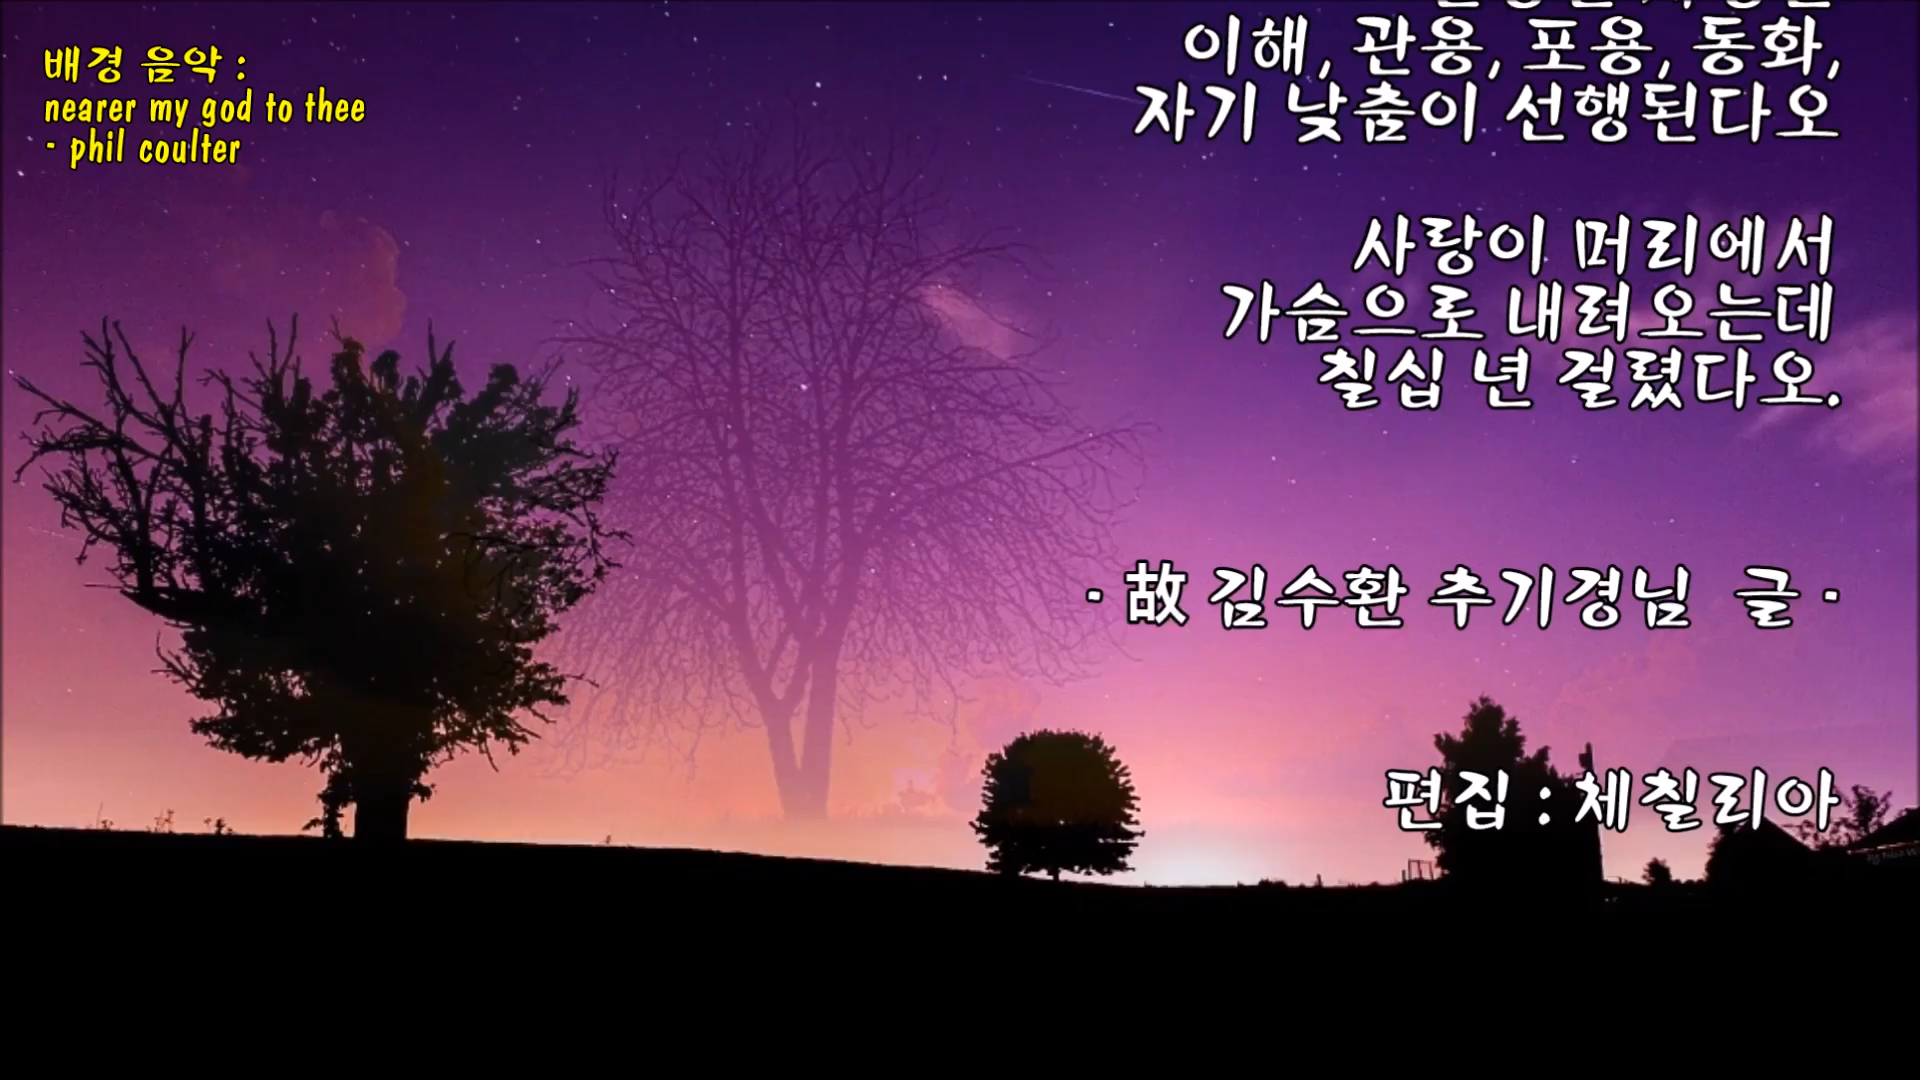 배경 음악 :
nearer my god to thee
- phil coulter
이해, 관용, 포용, 동화,
자기 낮춤이 선행된다오
사랑이 머리에서
가슴으로 내려오는데
칠십 년 걸렸다오.
- 故 김수환 추기경님 글 -
편집 : 체칠리아